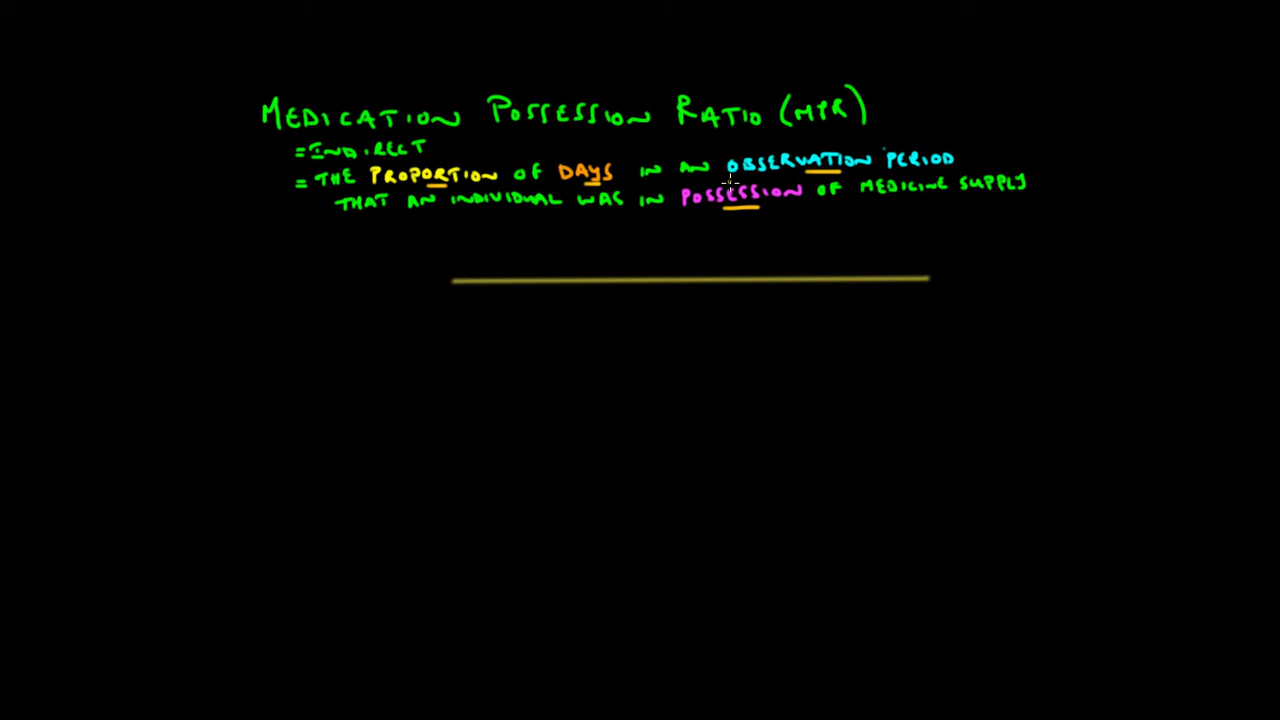 MEDICATION POSSESSION RATIO (MPR)
= INDIRECT
= THE PROPORTION OF DAYS IN AN OBSERVATION PERIOD
THAT AN INDIVIDUAL WAS IN POSSESSION OF MEDICINE SUPPLY